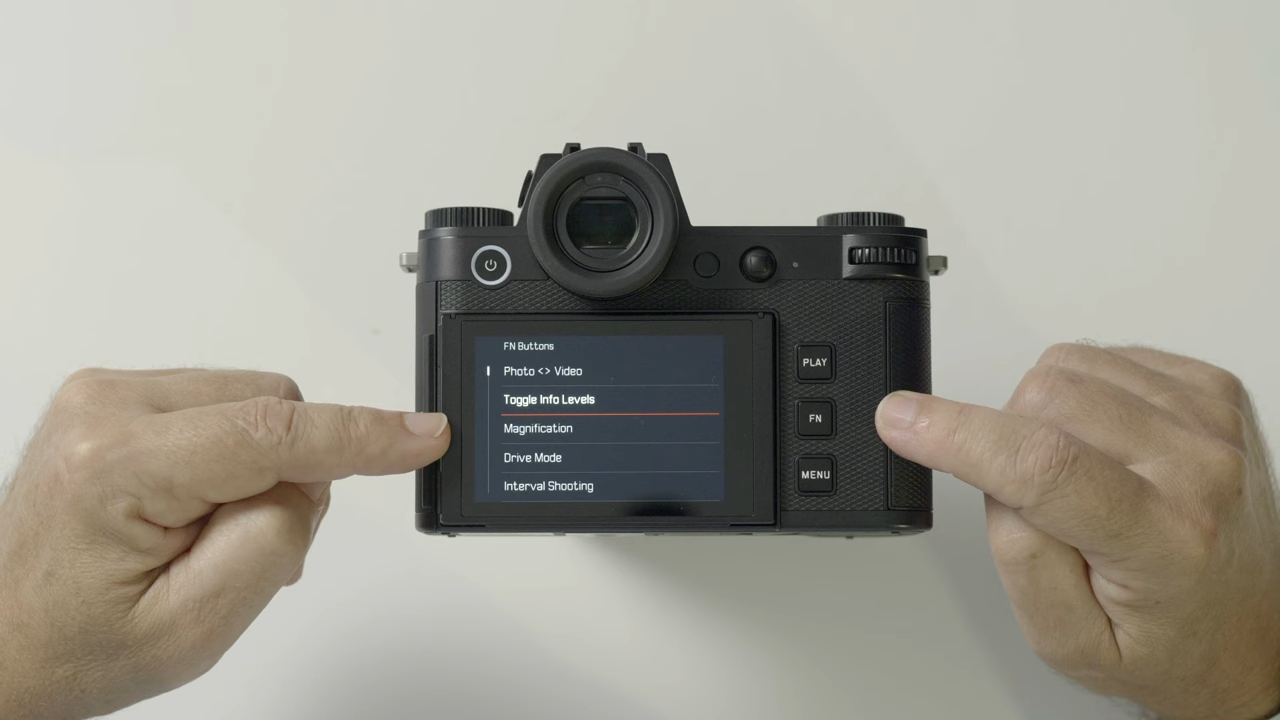 FN Buttons
Photo <> Video
Toggle Info Levels
Magnification
Drive Mode
Interval Shooting
PLAY
FN
MENU